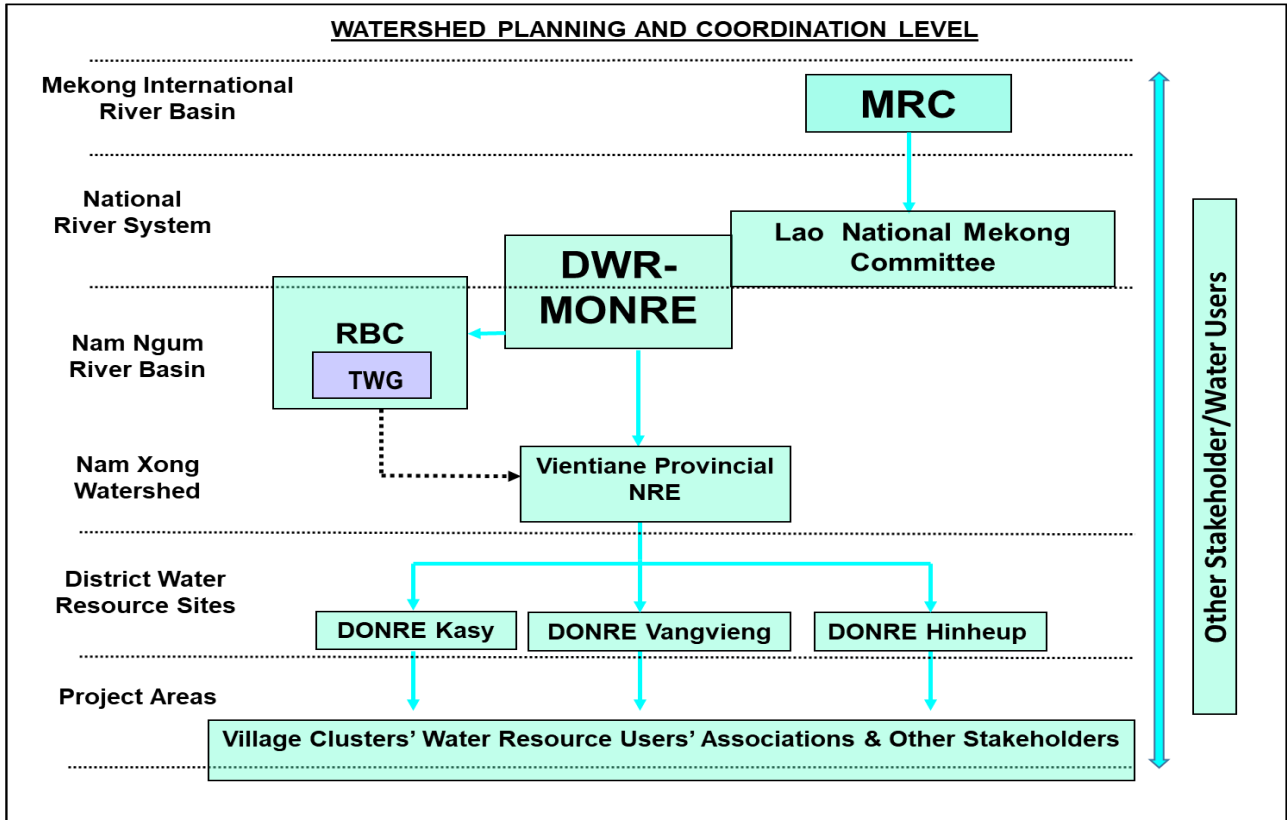 WATERSHED PLANNING AND COORDINATION LEVEL
Mekong International
River Basin
MRC
National
River System
Lao National Mekong
Committee
DWR-
MONRE
RBC
TWG
Nam Ngum
River Basin
Nam Xong
Watershed
Vientiane Provincial
NRE
District Water
Resource Sites
DONRE Kasy
DONRE Vangvieng
DONRE Hinheup
Project Areas
Village Clusters’ Water Resource Users’ Associations & Other Stakeholders
Other Stakeholder/Water Users